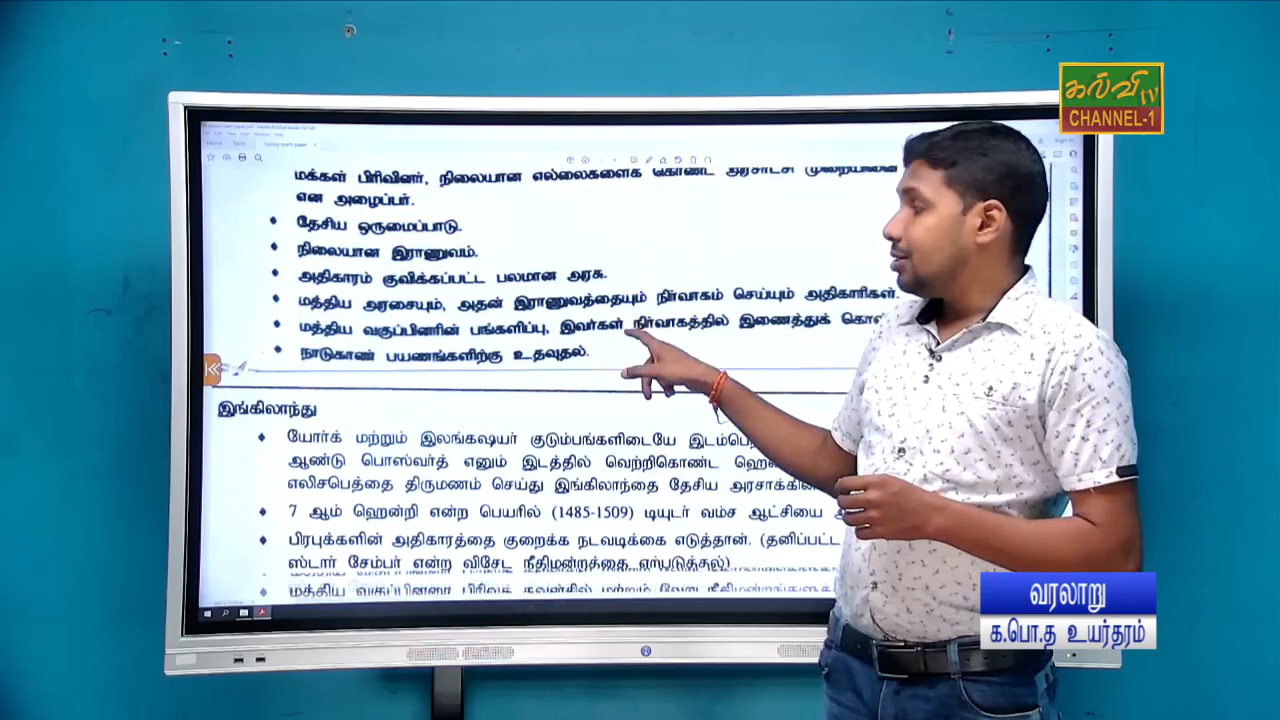 கல்வி tv
CHANNEL-1
மக்கள் பிரிவினர், நிலையான எல்லைகளைக் கொண்ட அரசாட்சி
என அழைப்பர்.
தேசிய ஒருமைப்பாடு.
நிலையான இராணுவம்.
அதிகாரம் குவிக்கப்பட்ட பலமான அரசு.
மத்திய அரசையும், அதன் இராணுவத்தையும் நிர்வாகம் செய்யும் அதிகாரிகள்.
மத்திய வகுப்பினரின் பங்களிப்பு, இவர்கள் நிர்வாகத்தில் இணைத்துக்
நாடுகாண் பயணங்களிற்கு உதவுதல்.
இங்கிலாந்து
யோர்க் மற்றும் இலங்கஷயர் குடும்பங்களிடையே
ஆண்டு பொஸ்வர்த் எனும் இடத்தில் வெற்றிகொண்ட
எலிசபெத்தை திருமணம் செய்து இங்கிலாந்தை தேசிய
7 ஆம் ஹென்றி என்ற பெயரில் (1485-1509) டியுடர் வம்ச ஆட்சியை
பிரபுக்களின் அதிகாரத்தை குறைக்க நடவடிக்கை எடுத்தான். (தனிப்பட்ட
ஸ்டார் சேம்பர் என்ற விசேட நீதிமன்றத்தை ஏற்படுத்தல்)
வரலாறு
க.பொ.த உயர்தரம்